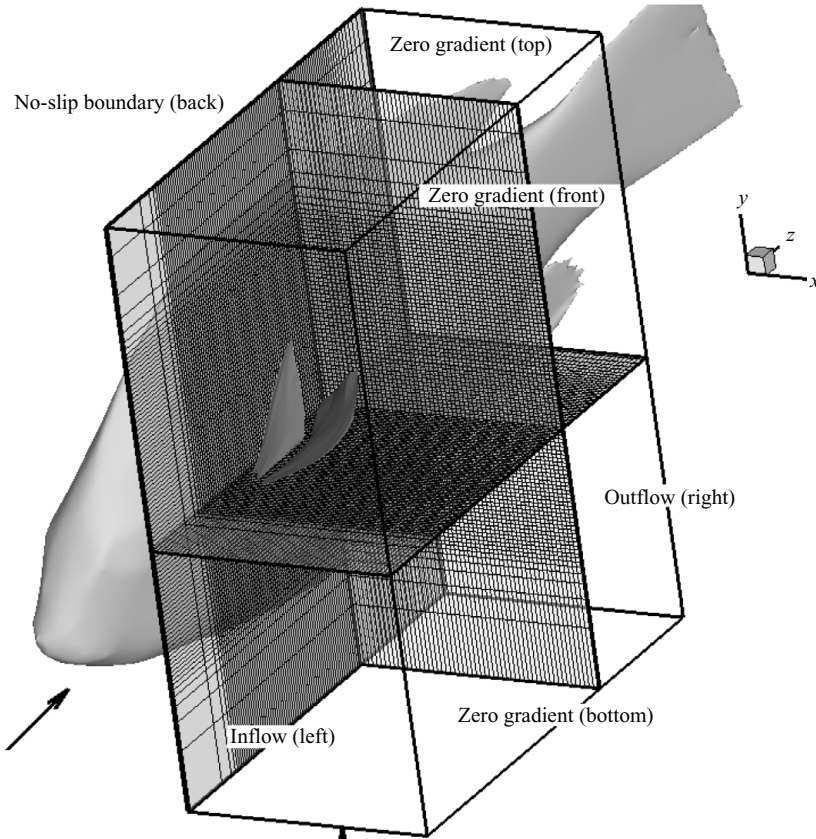 Zero gradient (top)
No-slip boundary (back)
Zero gradient (front)
y
z
x
Outflow (right)
Zero gradient (bottom)
Inflow (left)